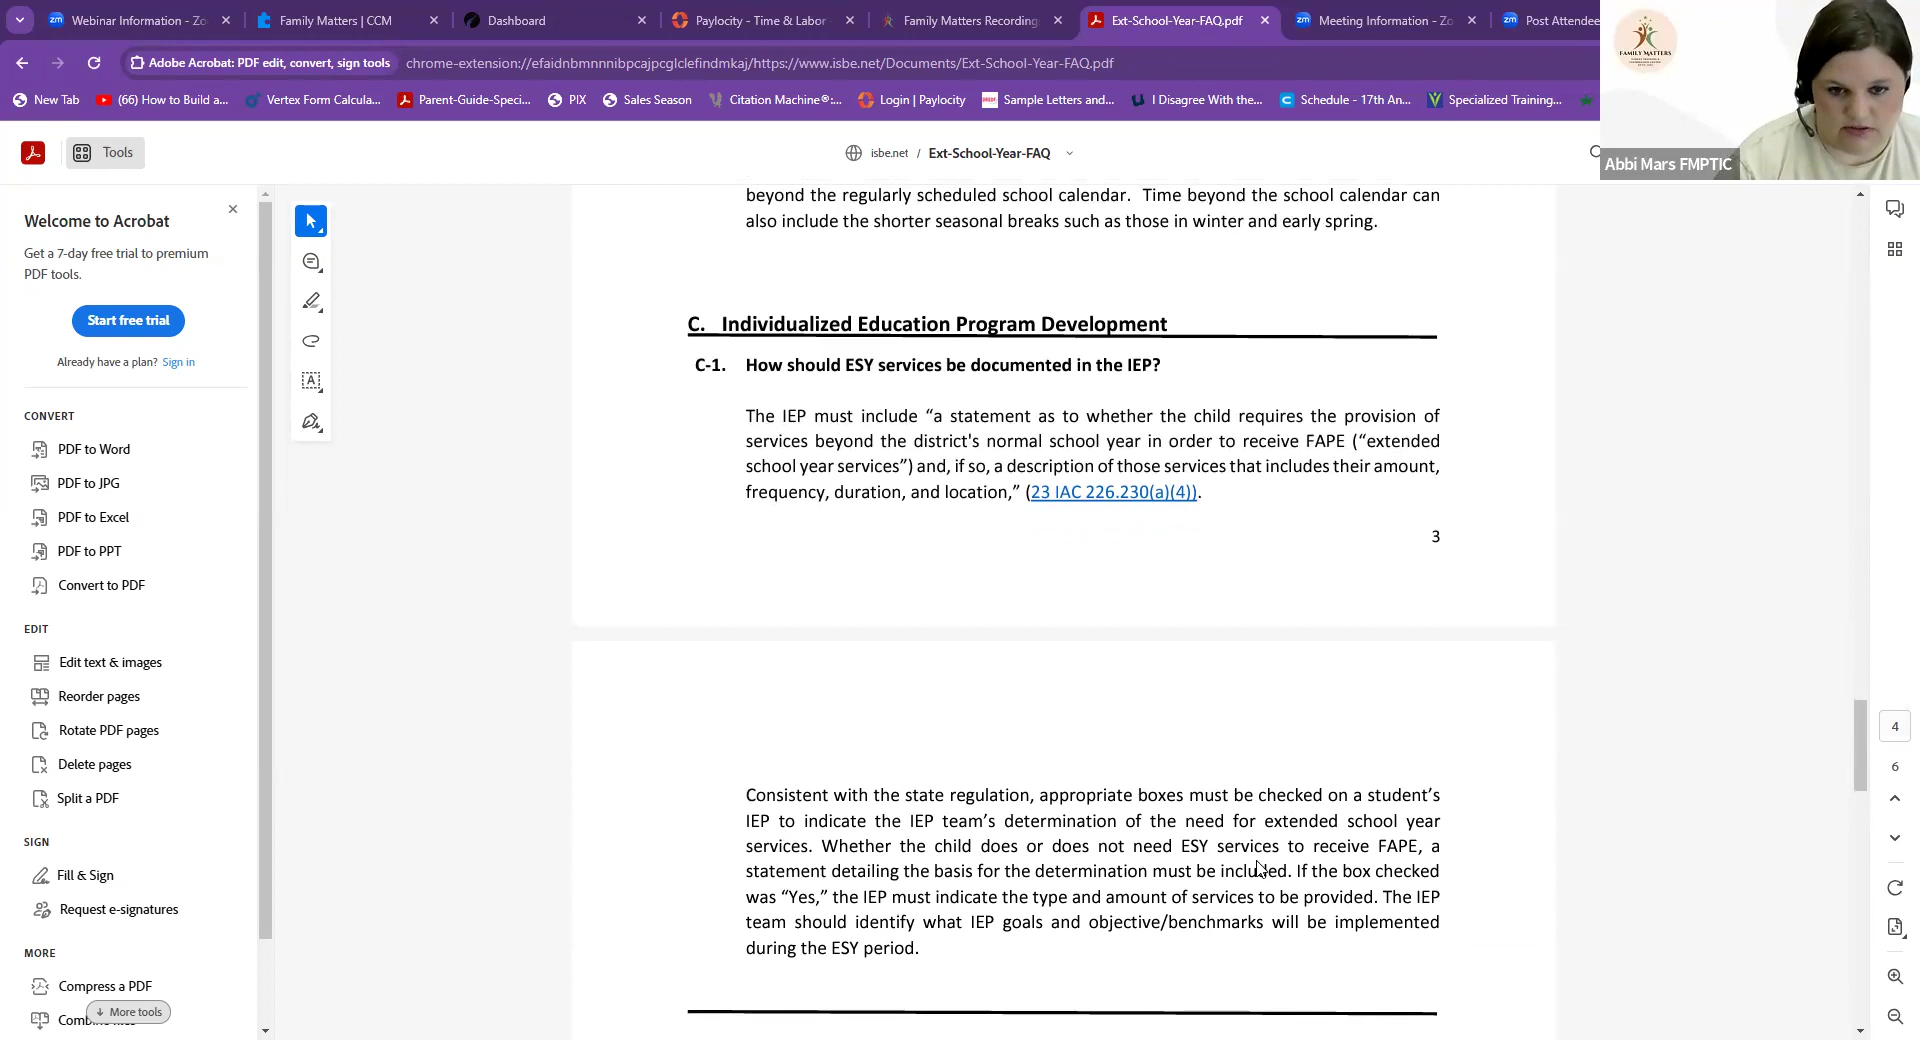 Webinar Information - Zo
Family Matters | CCM
Dashboard
Paylocity - Time & Labor
Family Matters Recording
Ext-School-Year-FAQ.pdf
Meeting Information - Zo
Post Attendee
Adobe Acrobat: PDF edit, convert, sign tools
chrome-extension://efaidnbmnnnibpcajpcglclefindmkaj/https://www.isbe.net/Documents/Ext-School-Year-FAQ.pdf
New Tab
(66) How to Build a...
Vertex Form Calcula...
Parent-Guide-Speci...
PIX
Sales Season
Citation Machine®:...
Login | Paylocity
Sample Letters and...
I Disagree With the...
Schedule - 17th An...
Specialized Training...
FAMILY MATTERS
Abbi Mars FMPTIC
Tools
isbe.net / Ext-School-Year-FAQ
Welcome to Acrobat
Get a 7-day free trial to premium
PDF tools.
Start free trial
Already have a plan? Sign in
CONVERT
PDF to Word
PDF to JPG
PDF to Excel
PDF to PPT
Convert to PDF
EDIT
Edit text & images
Reorder pages
Rotate PDF pages
Delete pages
Split a PDF
SIGN
Fill & Sign
Request e-signatures
MORE
Compress a PDF
More tools
beyond the regularly scheduled school calendar. Time beyond the school calendar can
also include the shorter seasonal breaks such as those in winter and early spring.
C. Individualized Education Program Development
C-1. How should ESY services be documented in the IEP?
The IEP must include “a statement as to whether the child requires the provision of
services beyond the district's normal school year in order to receive FAPE (“extended
school year services”) and, if so, a description of those services that includes their amount,
frequency, duration, and location,” (23 IAC 226.230(a)(4)).
3
Consistent with the state regulation, appropriate boxes must be checked on a student’s
IEP to indicate the IEP team’s determination of the need for extended school year
services. Whether the child does or does not need ESY services to receive FAPE, a
statement detailing the basis for the determination must be included. If the box checked
was “Yes,” the IEP must indicate the type and amount of services to be provided. The IEP
team should identify what IEP goals and objective/benchmarks will be implemented
during the ESY period.
4
6